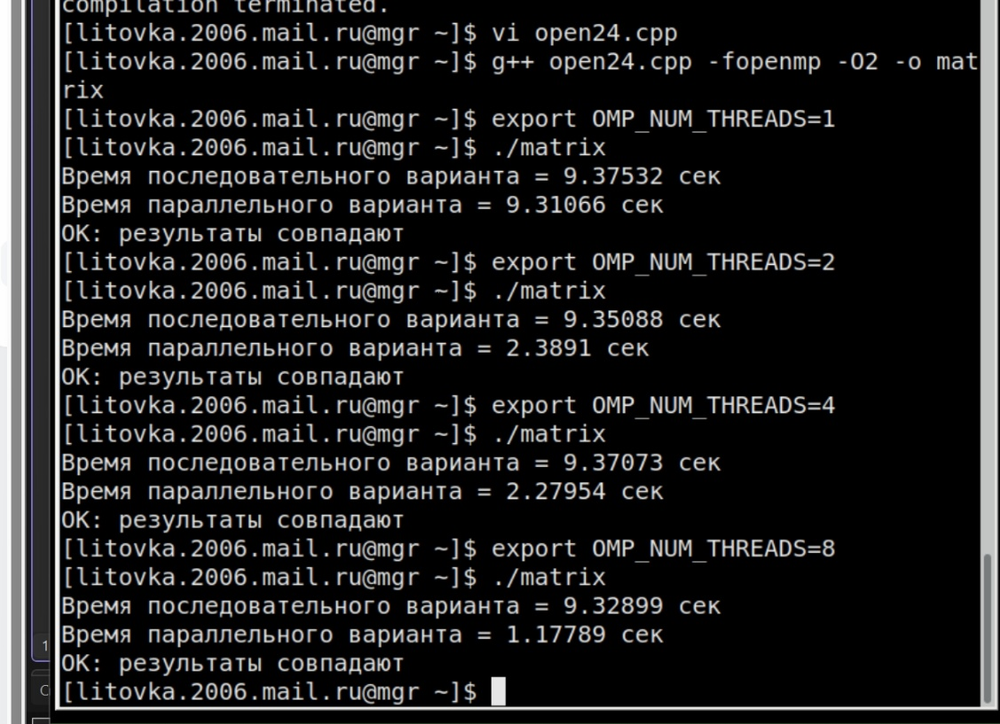 compilation terminated.
[litovka.2006.mail.ru@mgr ~]$ vi open24.cpp
[litovka.2006.mail.ru@mgr ~]$ g++ open24.cpp -fopenmp -O2 -o mat
rix
[litovka.2006.mail.ru@mgr ~]$ export OMP_NUM_THREADS=1
[litovka.2006.mail.ru@mgr ~]$ ./matrix
Время последовательного варианта = 9.37532 сек
Время параллельного варианта = 9.31066 сек
OK: результаты совпадают
[litovka.2006.mail.ru@mgr ~]$ export OMP_NUM_THREADS=2
[litovka.2006.mail.ru@mgr ~]$ ./matrix
Время последовательного варианта = 9.35088 сек
Время параллельного варианта = 2.3891 сек
OK: результаты совпадают
[litovka.2006.mail.ru@mgr ~]$ export OMP_NUM_THREADS=4
[litovka.2006.mail.ru@mgr ~]$ ./matrix
Время последовательного варианта = 9.37073 сек
Время параллельного варианта = 2.27954 сек
OK: результаты совпадают
[litovka.2006.mail.ru@mgr ~]$ export OMP_NUM_THREADS=8
[litovka.2006.mail.ru@mgr ~]$ ./matrix
Время последовательного варианта = 9.32899 сек
Время параллельного варианта = 1.17789 сек
OK: результаты совпадают
[litovka.2006.mail.ru@mgr ~]$
1